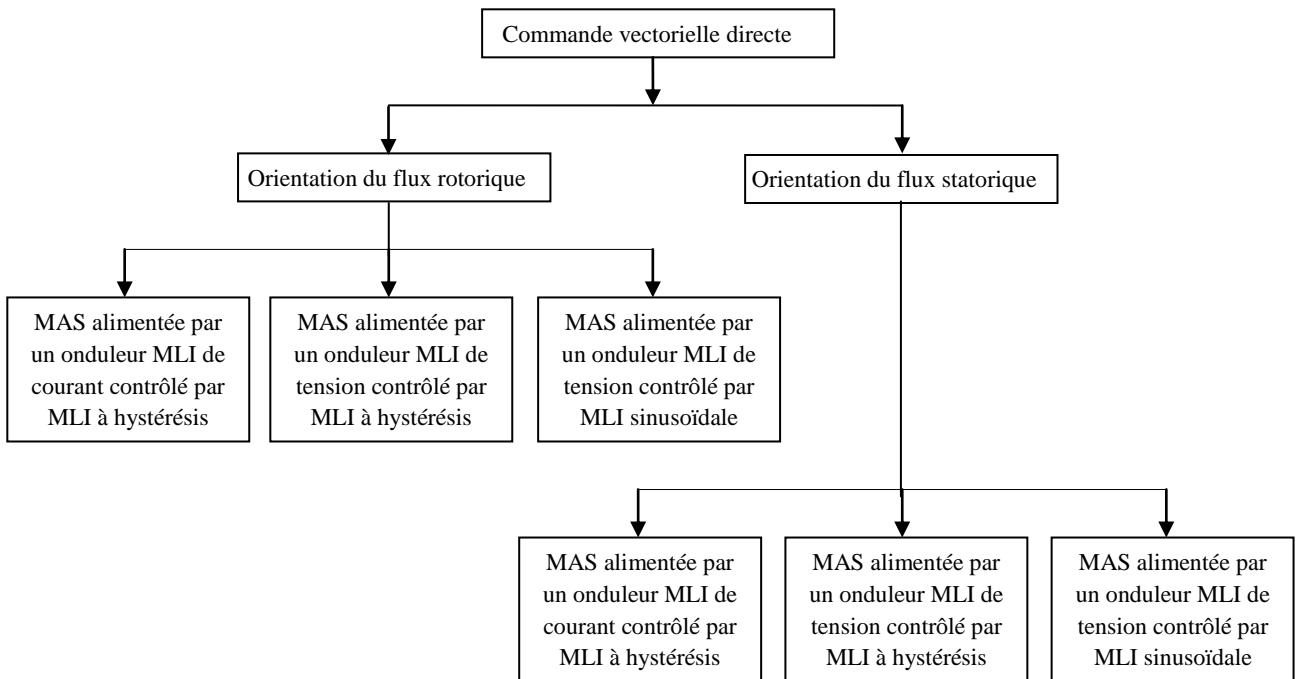 Commande vectorielle directe
Orientation du flux rotorique
Orientation du flux statorique
MAS alimentée par
un onduleur MLI de
courant contrôlé par
MLI à hystérésis
MAS alimentée par
un onduleur MLI de
tension contrôlé par
MLI à hystérésis
MAS alimentée par
un onduleur MLI de
tension contrôlé par
MLI sinusoïdale
MAS alimentée par
un onduleur MLI de
courant contrôlé par
MLI à hystérésis
MAS alimentée par
un onduleur MLI de
tension contrôlé par
MLI à hystérésis
MAS alimentée par
un onduleur MLI de
tension contrôlé par
MLI sinusoïdale